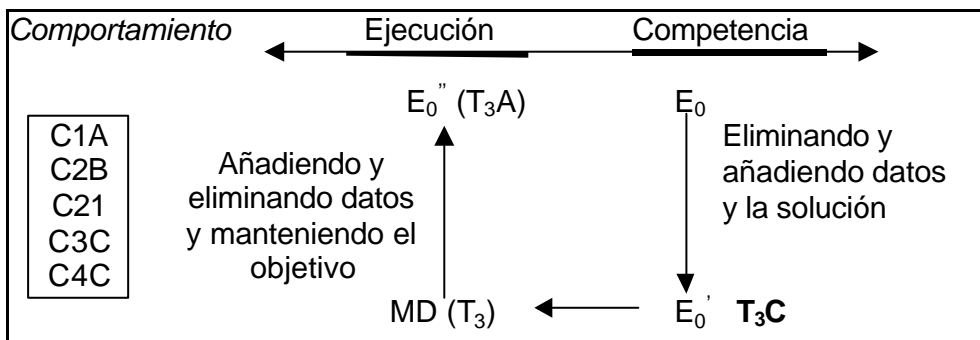 Comportamiento
Ejecución
Competencia
E₀” (T₃A)
E₀
C1A
C2B
C21
C3C
C4C
Añadiendo y
eliminando datos
y manteniendo el
objetivo
Eliminando y
añadiendo datos
y la solución
MD (T₃)
E₀’ T₃C